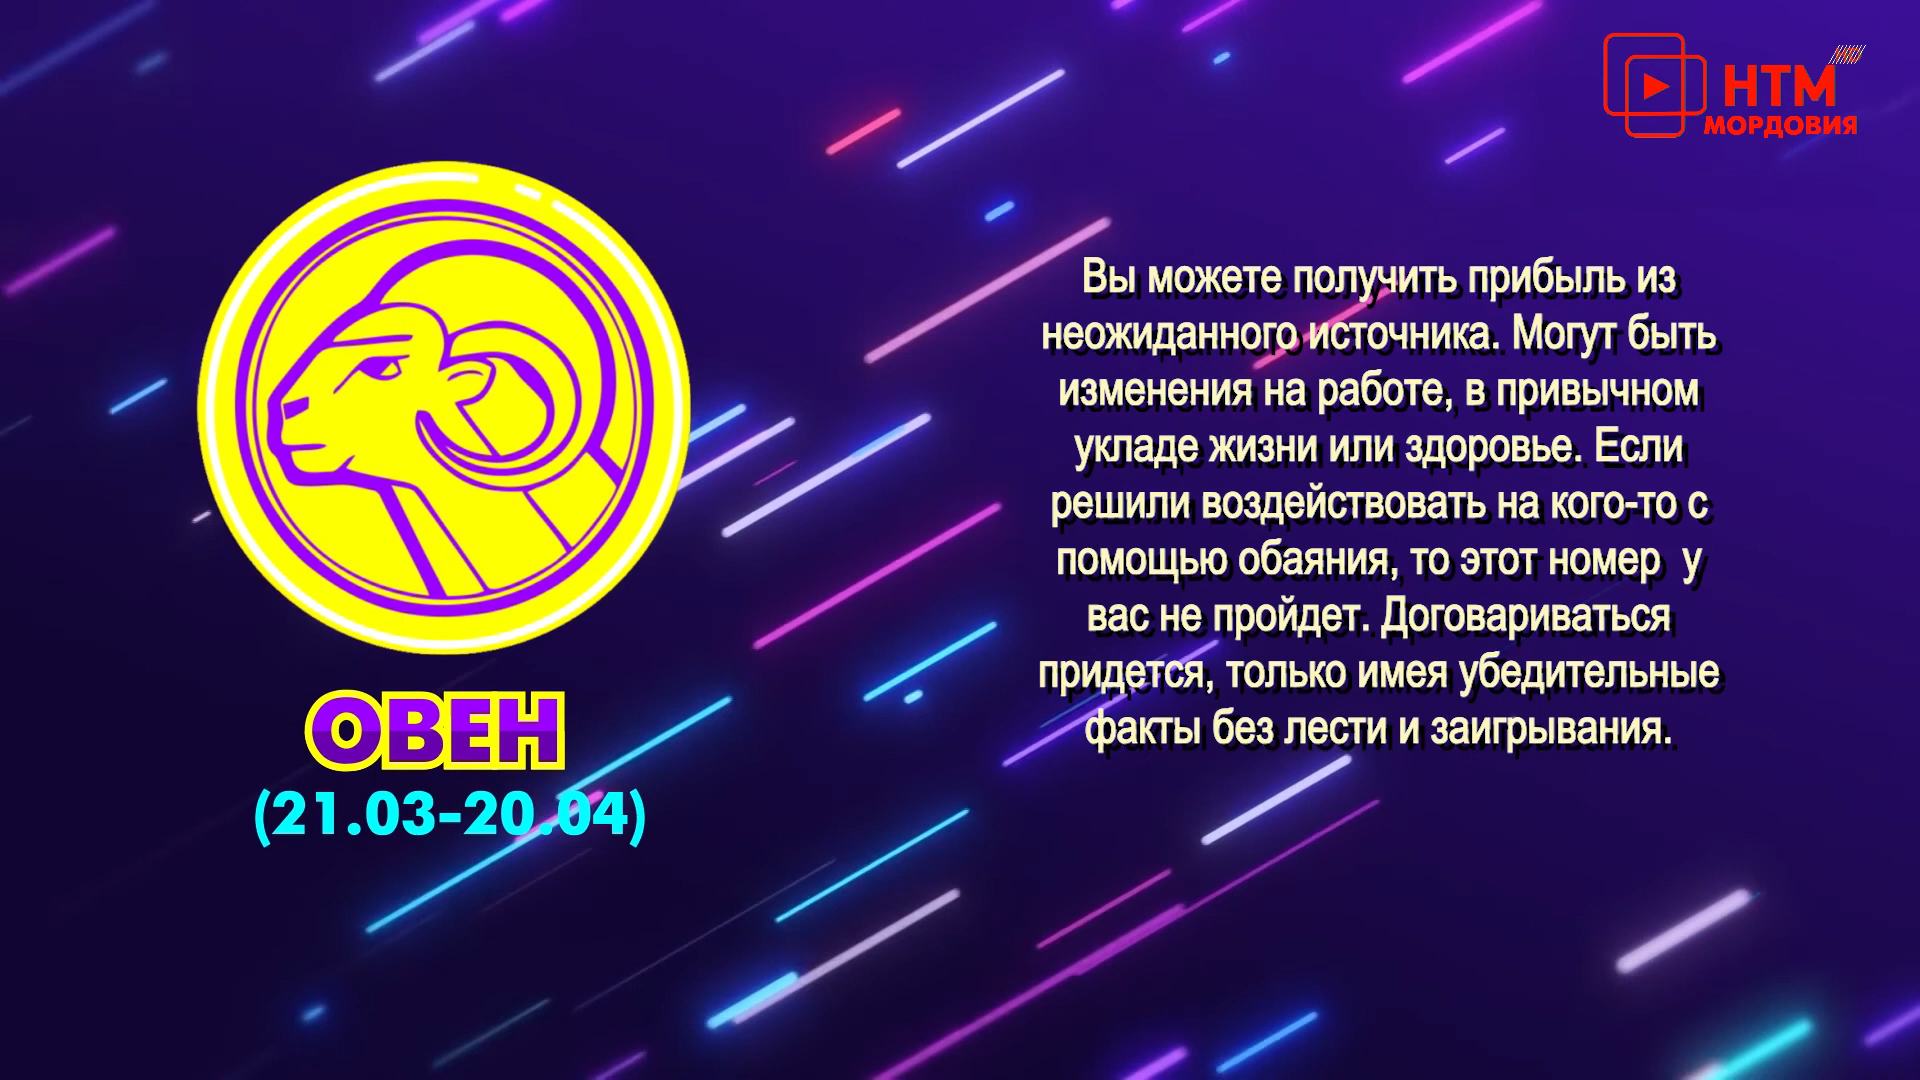 НТМ
МОРДОВИЯ
Вы можете получить прибыль из
неожиданного источника. Могут быть
изменения на работе, в привычном
укладе жизни или здоровье. Если
решили воздействовать на кого-то с
помощью обаяния, то этот номер  у
вас не пройдет. Договариваться
придется, только имея убедительные
факты без лести и заигрывания.
ОВЕН
(21.03-20.04)